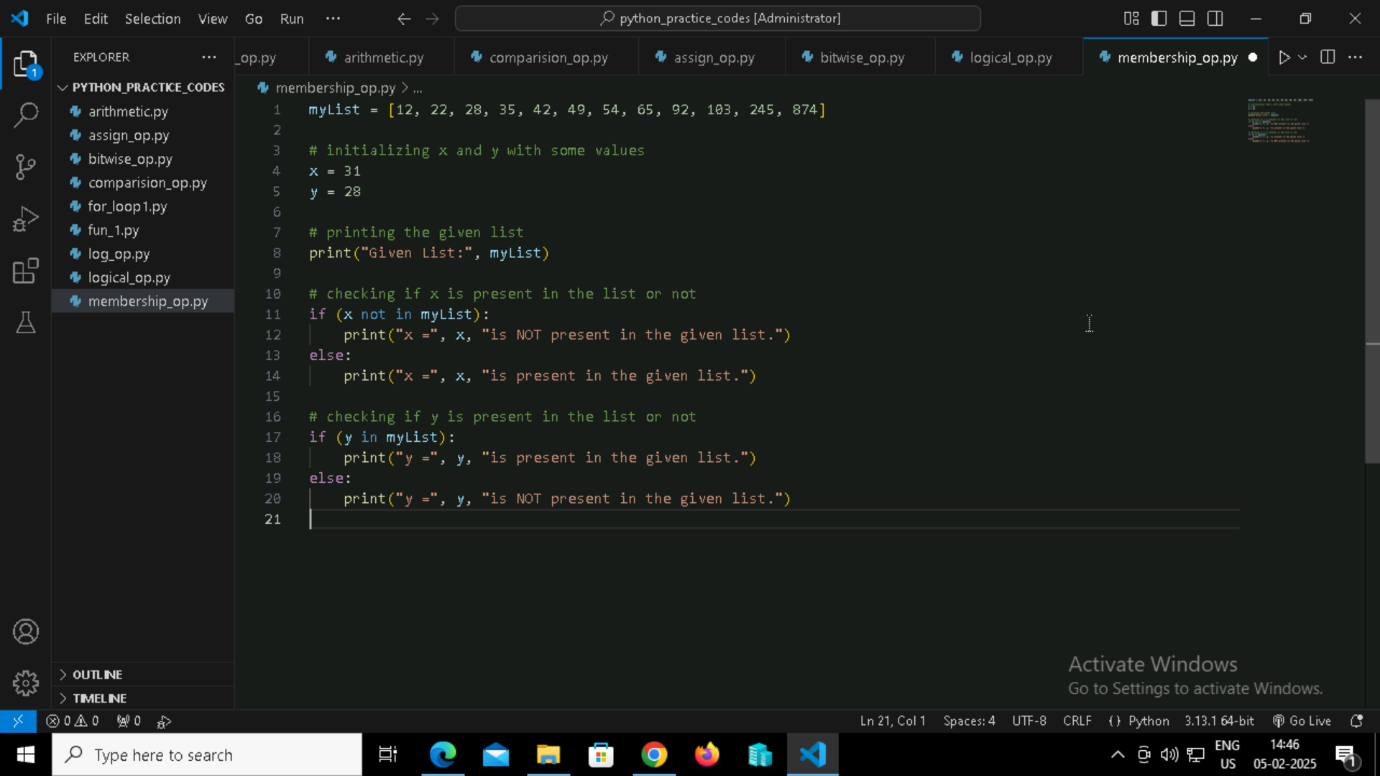 File Edit Selection View Go Run ··· python_practice_codes [Administrator]
EXPLORER ···
_op.py arithmetic.py comparision_op.py assign_op.py bitwise_op.py logical_op.py membership_op.py
PYTHON_PRACTICE_CODES
arithmetic.py
assign_op.py
bitwise_op.py
comparision_op.py
for_loop1.py
fun_1.py
log_op.py
logical_op.py
membership_op.py
OUTLINE
TIMELINE
1
membership_op.py > ...
1 myList = [12, 22, 28, 35, 42, 49, 54, 65, 92, 103, 245, 874]
2
3 # initializing x and y with some values
4 x = 31
5 y = 28
6
7 # printing the given list
8 print("Given List:", myList)
9
10 # checking if x is present in the list or not
11 if (x not in myList):
12     print("x =", x, "is NOT present in the given list.")
13 else:
14     print("x =", x, "is present in the given list.")
15
16 # checking if y is present in the list or not
17 if (y in myList):
18     print("y =", y, "is present in the given list.")
19 else:
20     print("y =", y, "is NOT present in the given list.")
21
Activate Windows
Go to Settings to activate Windows.
0 0 0 Ln 21, Col 1 Spaces: 4 UTF-8 CRLF {} Python 3.13.1 64-bit Go Live
Type here to search
ENG
US
14:46
05-02-2025
1